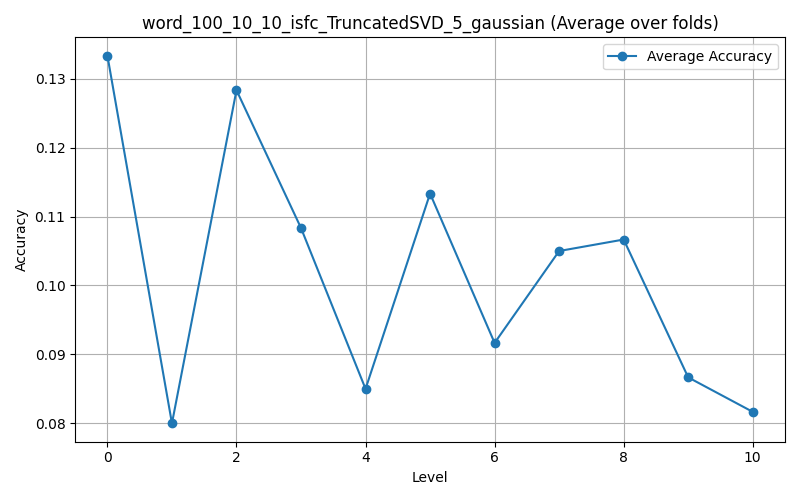 word_100_10_10_isfc_TruncatedSVD_5_gaussian (Average over folds)
Average Accuracy
0.13
0.12
0.11
0.10
0.09
0.08
Accuracy
0 2 4 6 8 10
Level